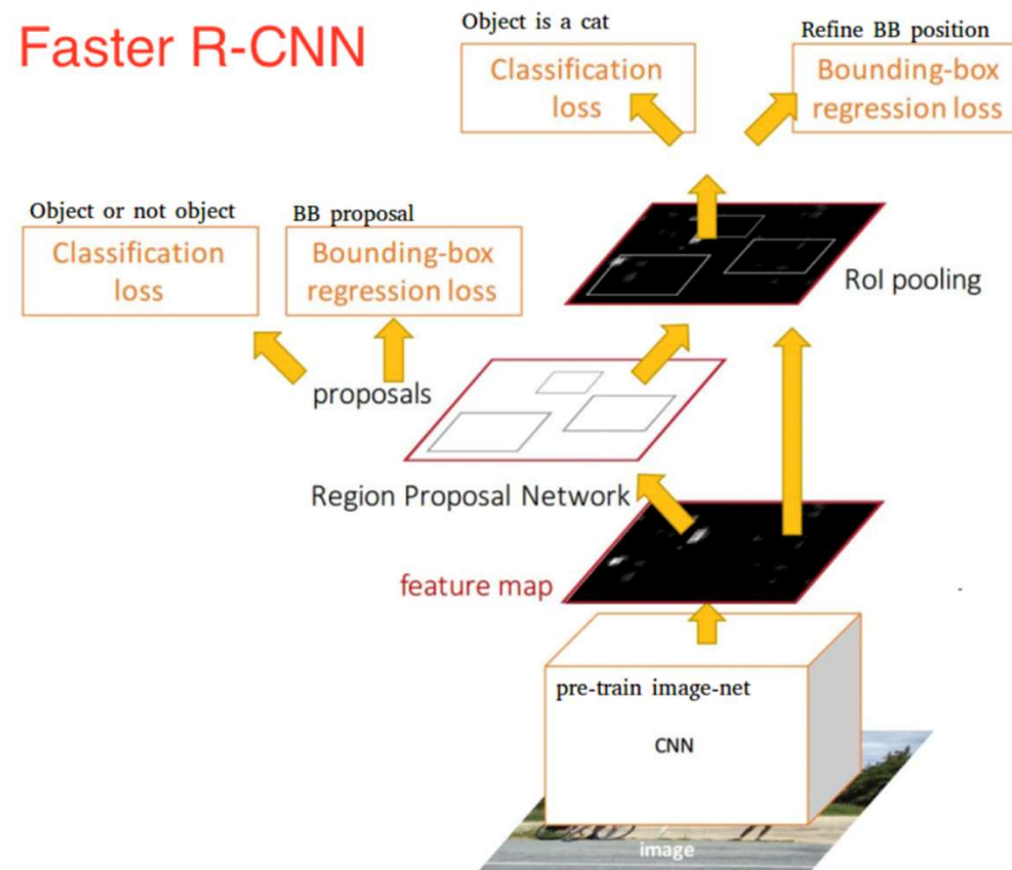 Faster R-CNN
Object is a cat
Classification
loss
Refine BB position
Bounding-box
regression loss
Object or not object
Classification
loss
BB proposal
Bounding-box
regression loss
RoI pooling
proposals
Region Proposal Network
feature map
pre-train image-net
CNN
image